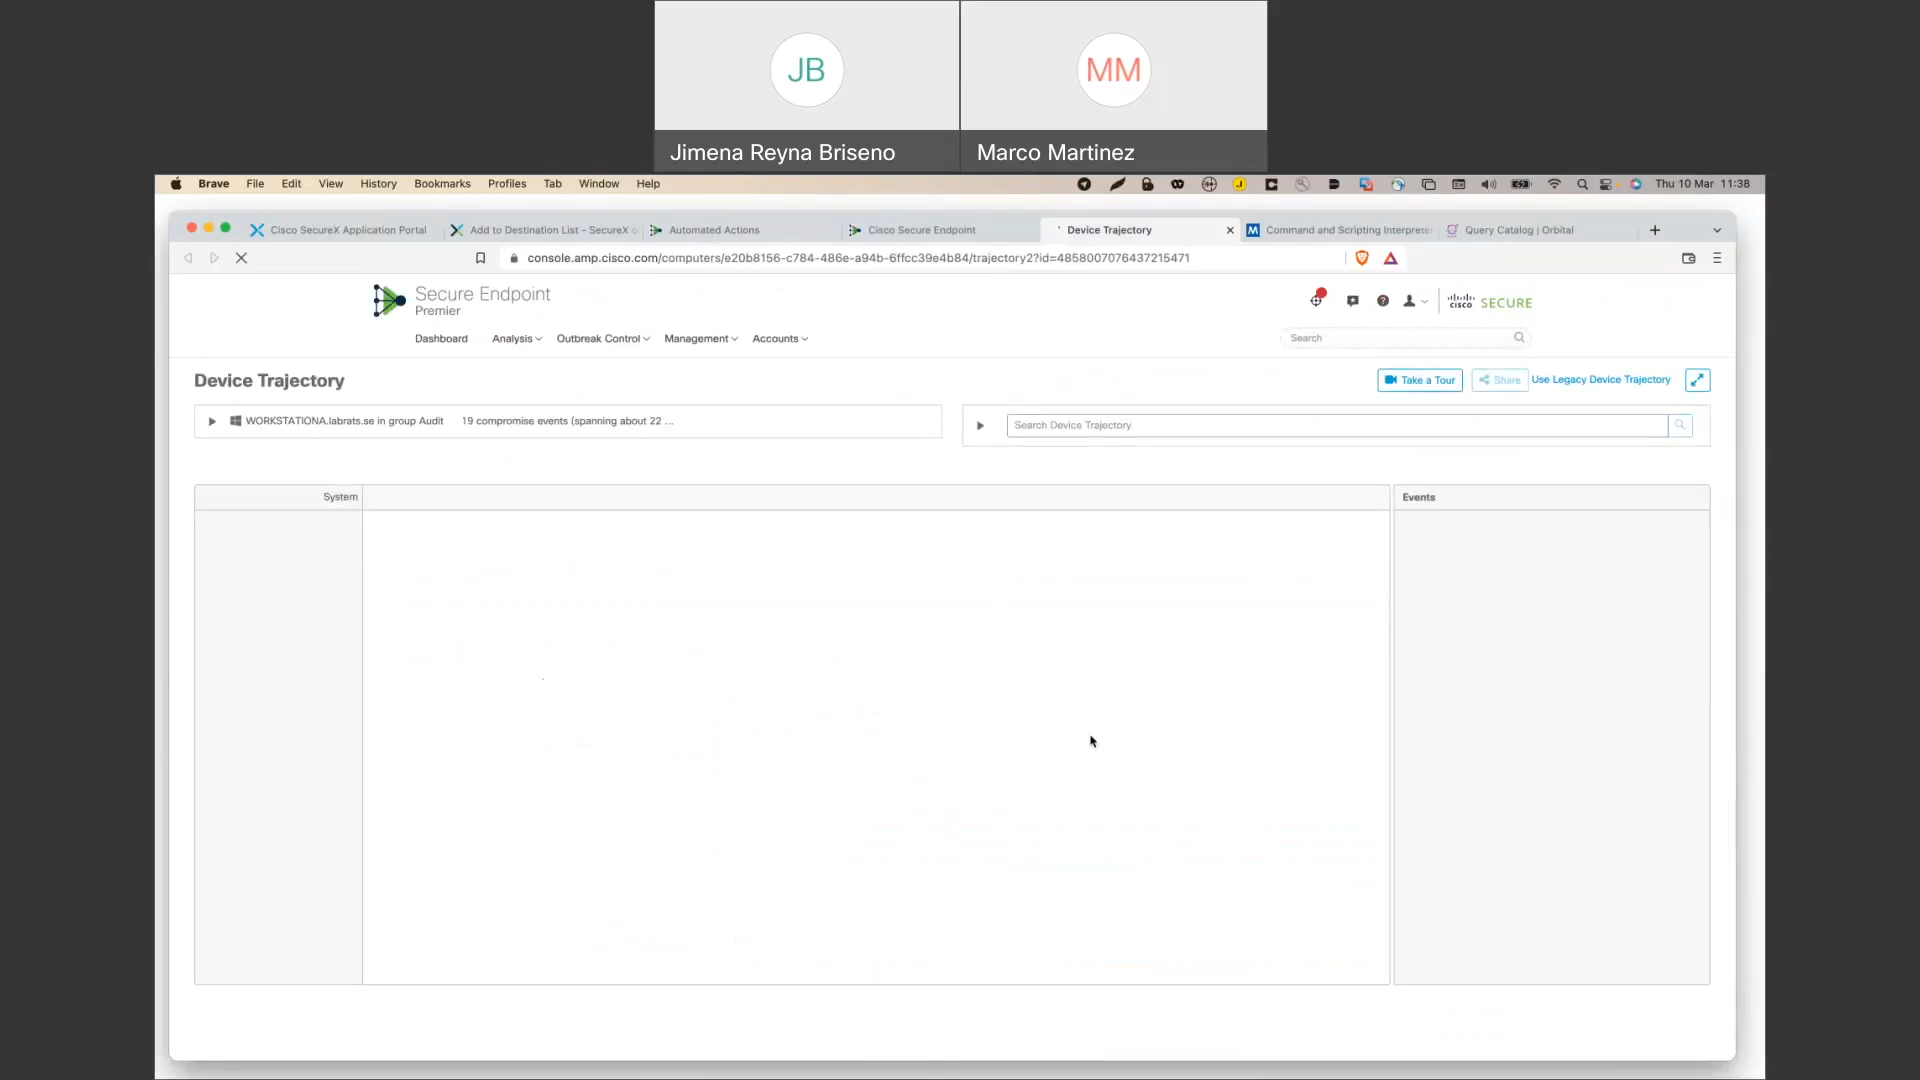 JB
MM
Jimena Reyna Briseno
Marco Martinez
Brave File Edit View History Bookmarks Profiles Tab Window Help
Thu 10 Mar 11:38
Cisco SecureX Application Portal
Add to Destination List - SecureX o
Automated Actions
Cisco Secure Endpoint
Device Trajectory
M Command and Scripting Interprete
Query Catalog | Orbital
console.amp.cisco.com/computers/e20b8156-c784-486e-a94b-6ffcc39e4b84/trajectory2?id=4858007076437215471
Secure Endpoint
Premier
cisco SECURE
Dashboard Analysis Outbreak Control Management Accounts
Search
Device Trajectory
Take a Tour
Share
Use Legacy Device Trajectory
WORKSTATIONA.labrats.se in group Audit 19 compromise events (spanning about 22 ...
Search Device Trajectory
System
Events